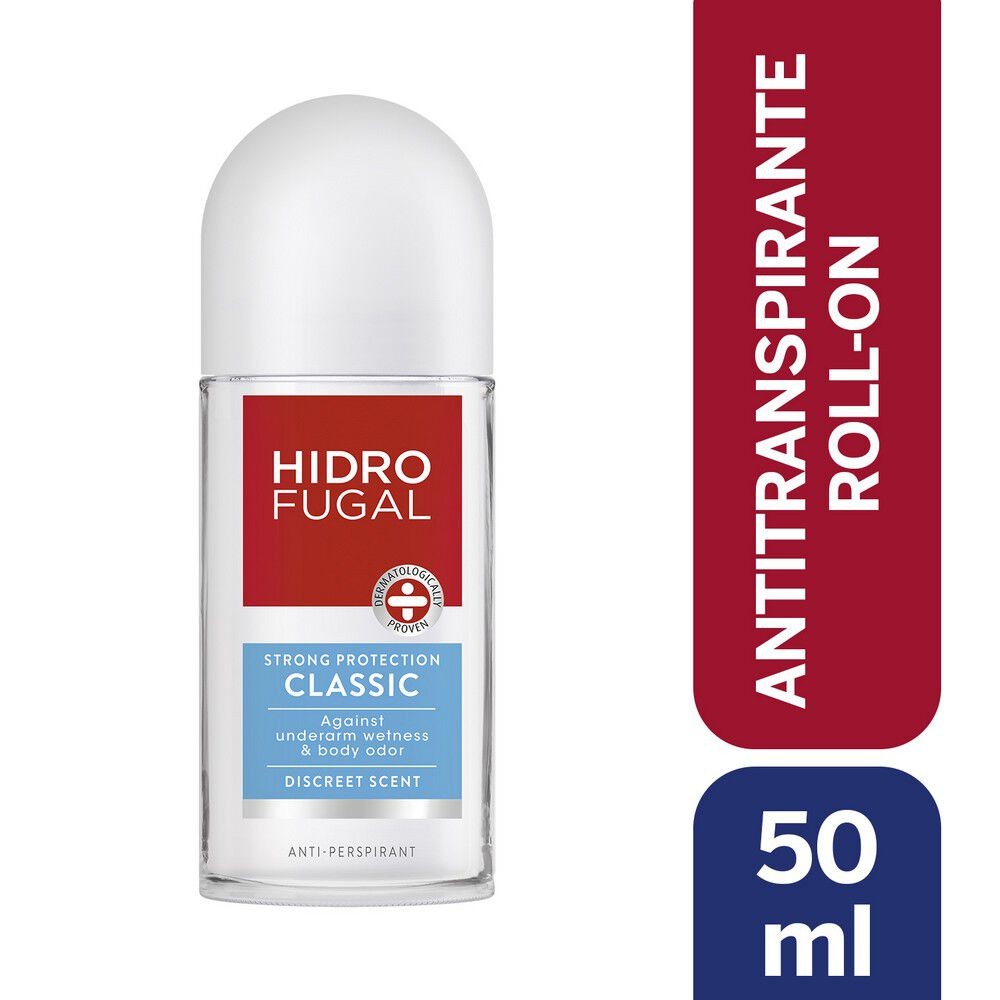 HIDRO
FUGAL
DERMATOLOGICALLY
PROVEN
STRONG PROTECTION
CLASSIC
Against
underarm wetness
& body odor
DISCREET SCENT
ANTI-PERSPIRANT
ANTITRANSPIRANTE
ROLL-ON
50
ml